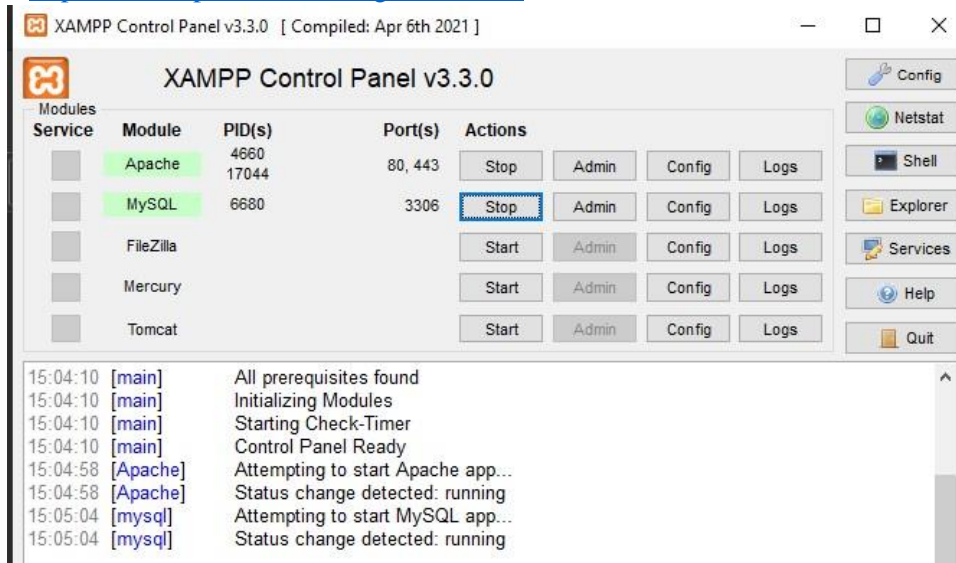 XAMPP Control Panel v3.3.0 [ Compiled: Apr 6th 2021 ]
XAMPP Control Panel v3.3.0
Config
Modules
Service Module PID(s) Port(s) Actions
Netstat
Apache 4660 17044 80, 443 Stop Admin Config Logs
Shell
MySQL 6680 3306 Stop Admin Config Logs
Explorer
FileZilla Start Admin Config Logs
Services
Mercury Start Admin Config Logs
Help
Tomcat Start Admin Config Logs
Quit
15:04:10 [main] All prerequisites found
15:04:10 [main] Initializing Modules
15:04:10 [main] Starting Check-Timer
15:04:10 [main] Control Panel Ready
15:04:58 [Apache] Attempting to start Apache app...
15:04:58 [Apache] Status change detected: running
15:05:04 [mysql] Attempting to start MySQL app...
15:05:04 [mysql] Status change detected: running